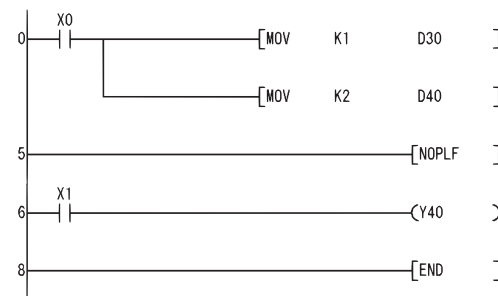 X0
0 MOV K1 D30
MOV K2 D40
5 NOPLF
X1
6 Y40
8 END